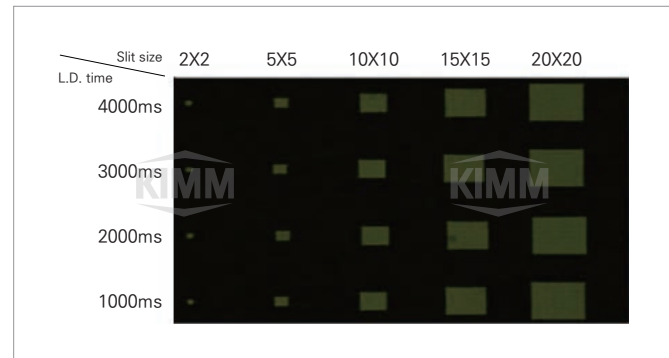 Slit size 2X2 5X5 10X10 15X15 20X20
L.D. time
4000ms
3000ms
KIMM KIMM
2000ms
1000ms